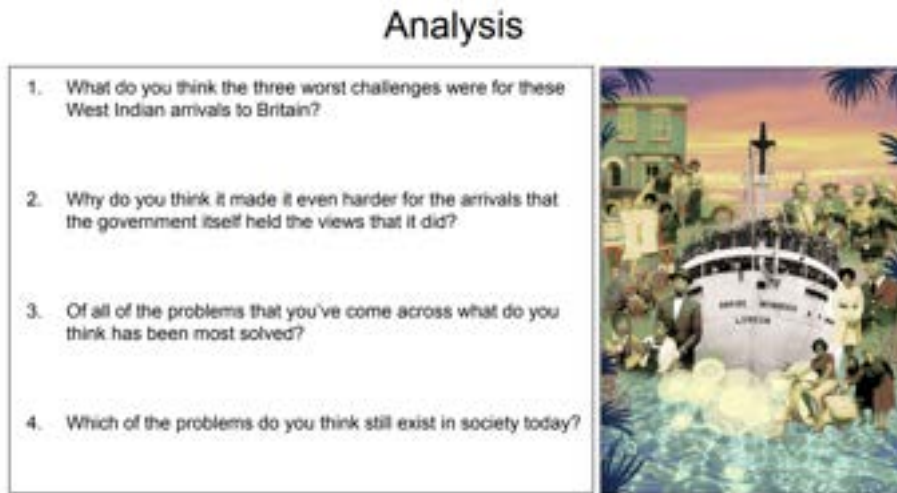 Analysis
1. What do you think the three worst challenges were for these
West Indian arrivals to Britain?
2. Why do you think it made it even harder for the arrivals that
the government itself held the views that it did?
3. Of all of the problems that you've come across what do you
think has been most solved?
4. Which of the problems do you think still exist in society today?
EMPIRE WINDRUSH
LONDON